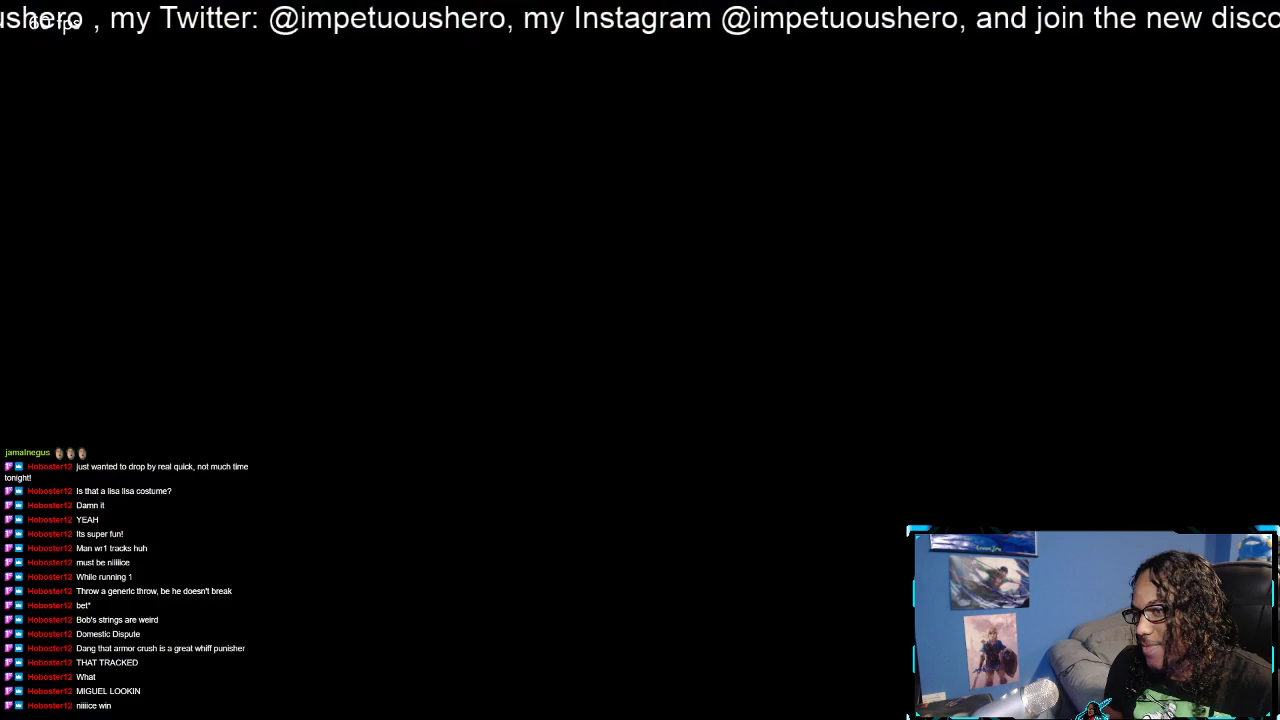 ushero , my Twitter: @impetuoushero, my Instagram @impetuoushero, and join the new disco
60 fps
jamalnegus
Hoboster12 just wanted to drop by real quick, not much time
tonight!
Hoboster12 Is that a lisa lisa costume?
Hoboster12 Damn it
Hoboster12 YEAH
Hoboster12 Its super fun!
Hoboster12 Man wr1 tracks huh
Hoboster12 must be niiiiice
Hoboster12 While running 1
Hoboster12 Throw a generic throw, be he doesn't break
Hoboster12 bet*
Hoboster12 Bob's strings are weird
Hoboster12 Domestic Dispute
Hoboster12 Dang that armor crush is a great whiff punisher
Hoboster12 THAT TRACKED
Hoboster12 What
Hoboster12 MIGUEL LOOKIN
Hoboster12 niiiice win